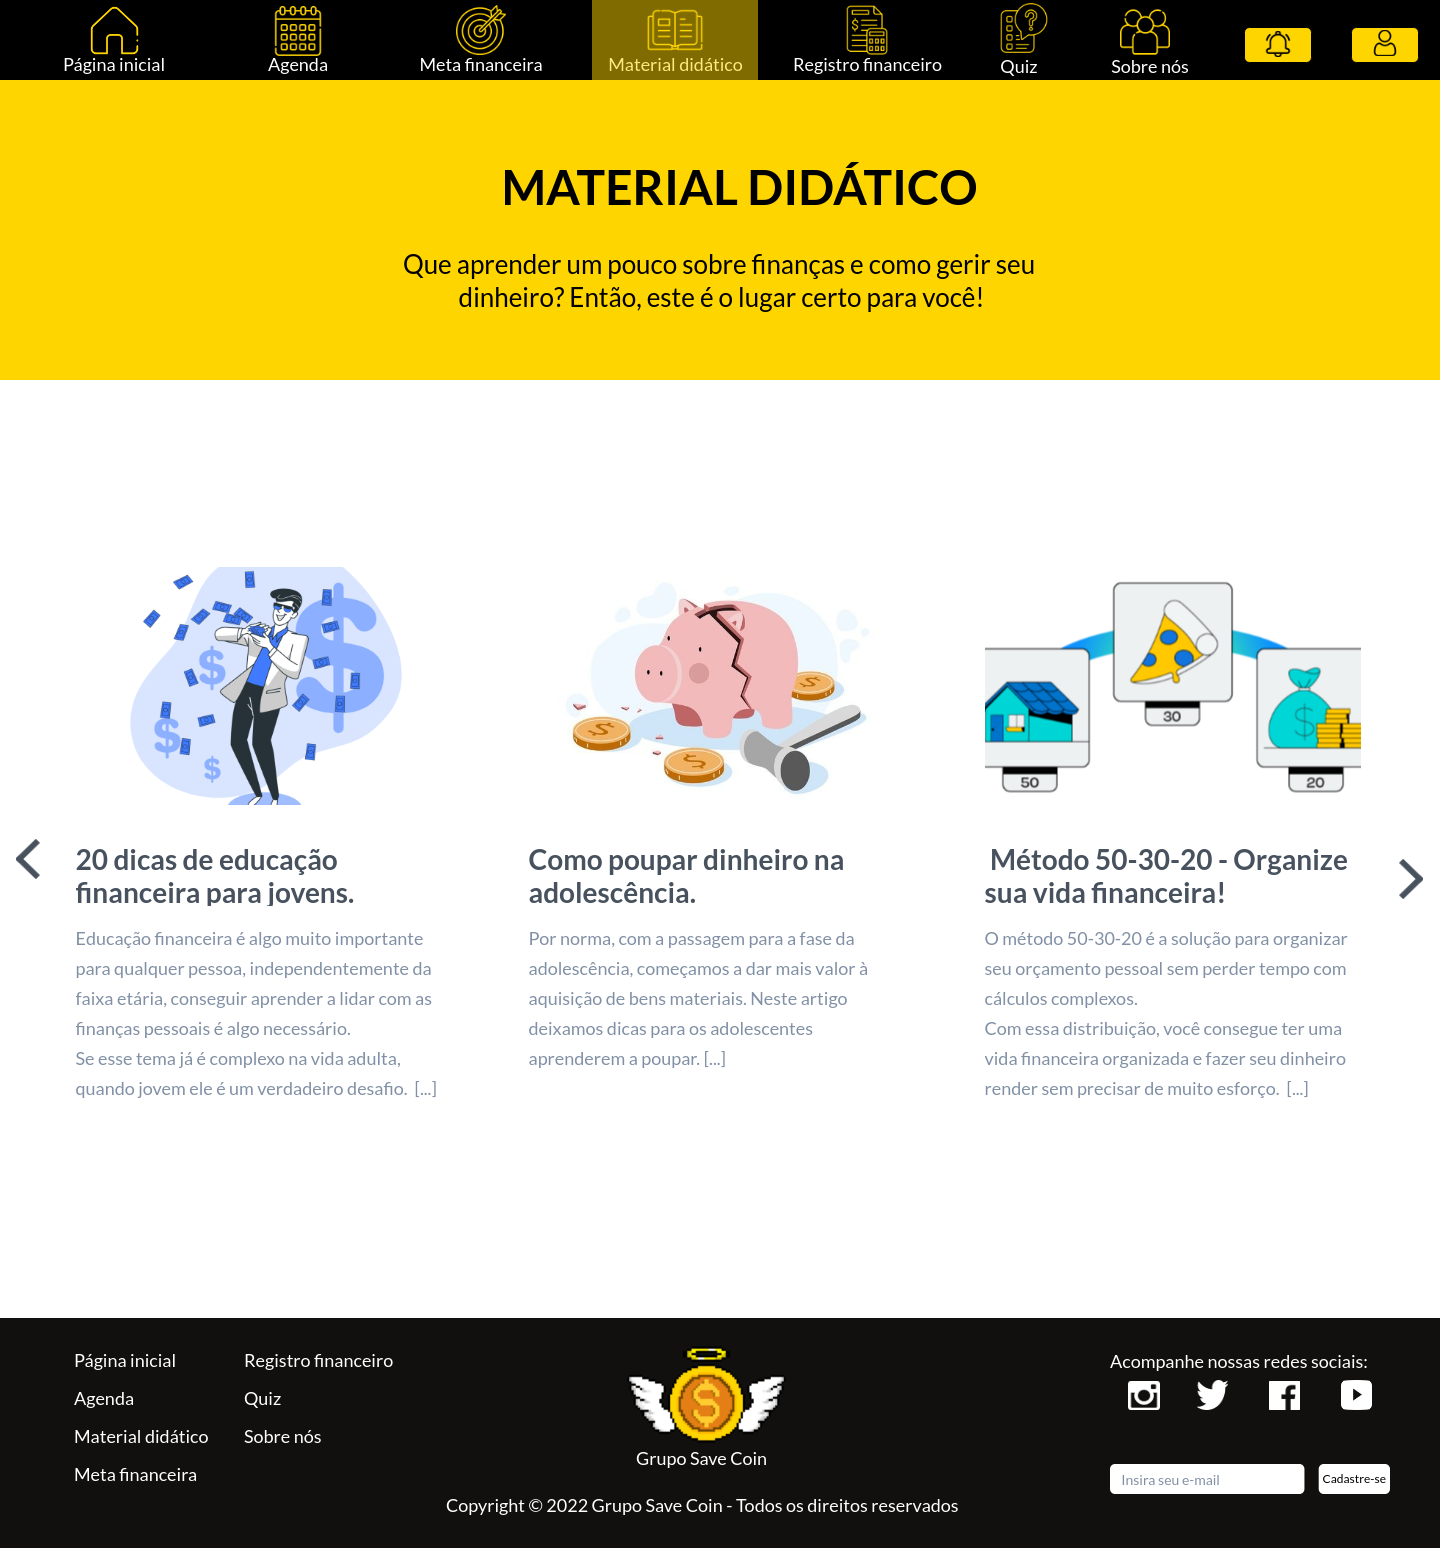 Página inicial
Agenda
Meta financeira
Material didático
Registro financeiro
Quiz
Sobre nós
MATERIAL DIDÁTICO
Que aprender um pouco sobre finanças e como gerir seu
dinheiro? Então, este é o lugar certo para você!
30
50
20
20 dicas de educação
financeira para jovens.
Educação financeira é algo muito importante
para qualquer pessoa, independentemente da
faixa etária, conseguir aprender a lidar com as
finanças pessoais é algo necessário.
Se esse tema já é complexo na vida adulta,
quando jovem ele é um verdadeiro desafio. [...]
Como poupar dinheiro na
adolescência.
Por norma, com a passagem para a fase da
adolescência, começamos a dar mais valor à
aquisição de bens materiais. Neste artigo
deixamos dicas para os adolescentes
aprenderem a poupar. [...]
Método 50-30-20 - Organize
sua vida financeira!
O método 50-30-20 é a solução para organizar
seu orçamento pessoal sem perder tempo com
cálculos complexos.
Com essa distribuição, você consegue ter uma
vida financeira organizada e fazer seu dinheiro
render sem precisar de muito esforço. [...]
Página inicial
Agenda
Material didático
Meta financeira
Registro financeiro
Quiz
Sobre nós
Grupo Save Coin
Copyright © 2022 Grupo Save Coin - Todos os direitos reservados
Acompanhe nossas redes sociais:
Insira seu e-mail
Cadastre-se